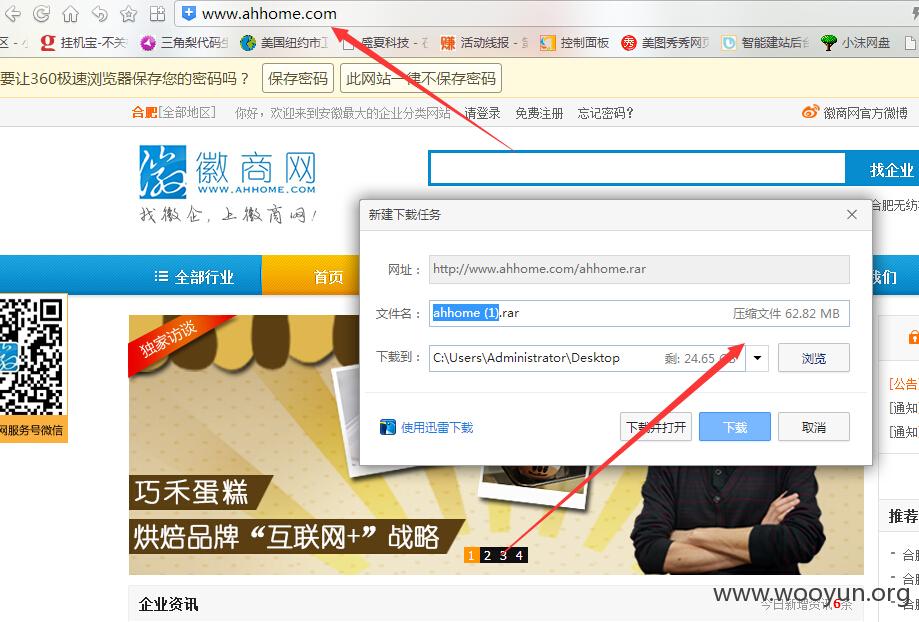 www.ahhome.com
挂机宝-不关
三角梨代码
美国纽约市
盛夏科技 -
活动线报 -
控制面板
美图秀秀网页
智能建站后台
小沫网盘
要让360极速浏览器保存您的密码吗？ 保存密码 此网站一律不保存密码
合肥[全部地区] 你好，欢迎来到安徽最大的企业分类网站 请登录 免费注册 忘记密码？ 徽商网官方微博
徽商网
WWW.AHHOME.COM
找徽企,上徽商网!
找企业
合肥无纺
新建下载任务
网址： http://www.ahhome.com/ahhome.rar
文件名： ahhome (1).rar 压缩文件 62.82 MB
下载到： C:\Users\Administrator\Desktop 剩: 24.65 浏览
使用迅雷下载 下载并打开 下载 取消
全部行业 首页 我们
独家访谈
网服务号微信
[公告
[通知
[通知
巧禾蛋糕
烘焙品牌“互联网+”战略
1 2 3 4
推荐
- 合肥
- 合肥
企业资讯
今日新增资讯6条
www.wooyun.org